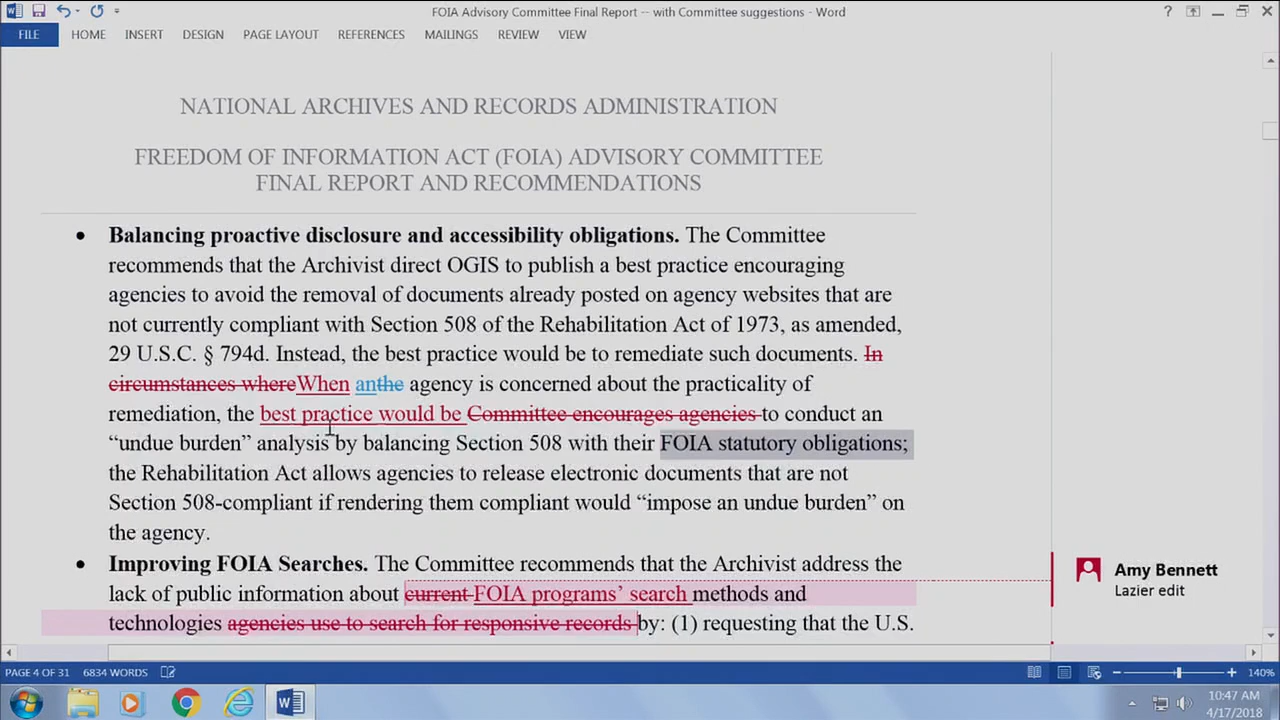 FOIA Advisory Committee Final Report -- with Committee suggestions - Word
?
FILE HOME INSERT DESIGN PAGE LAYOUT REFERENCES MAILINGS REVIEW VIEW
NATIONAL ARCHIVES AND RECORDS ADMINISTRATION
FREEDOM OF INFORMATION ACT (FOIA) ADVISORY COMMITTEE
FINAL REPORT AND RECOMMENDATIONS
• Balancing proactive disclosure and accessibility obligations. The Committee
recommends that the Archivist direct OGIS to publish a best practice encouraging
agencies to avoid the removal of documents already posted on agency websites that are
not currently compliant with Section 508 of the Rehabilitation Act of 1973, as amended,
29 U.S.C. § 794d. Instead, the best practice would be to remediate such documents. In
circumstances whereWhen anthe agency is concerned about the practicality of
remediation, the best practice would be Committee encourages agencies to conduct an
“undue burden” analysis by balancing Section 508 with their FOIA statutory obligations;
the Rehabilitation Act allows agencies to release electronic documents that are not
Section 508-compliant if rendering them compliant would “impose an undue burden” on
the agency.
• Improving FOIA Searches. The Committee recommends that the Archivist address the
lack of public information about current FOIA programs’ search methods and
technologies agencies use to search for responsive records by: (1) requesting that the U.S.
Amy Bennett
Lazier edit
PAGE 4 OF 31 6834 WORDS 140%
10:47 AM
4/17/2018